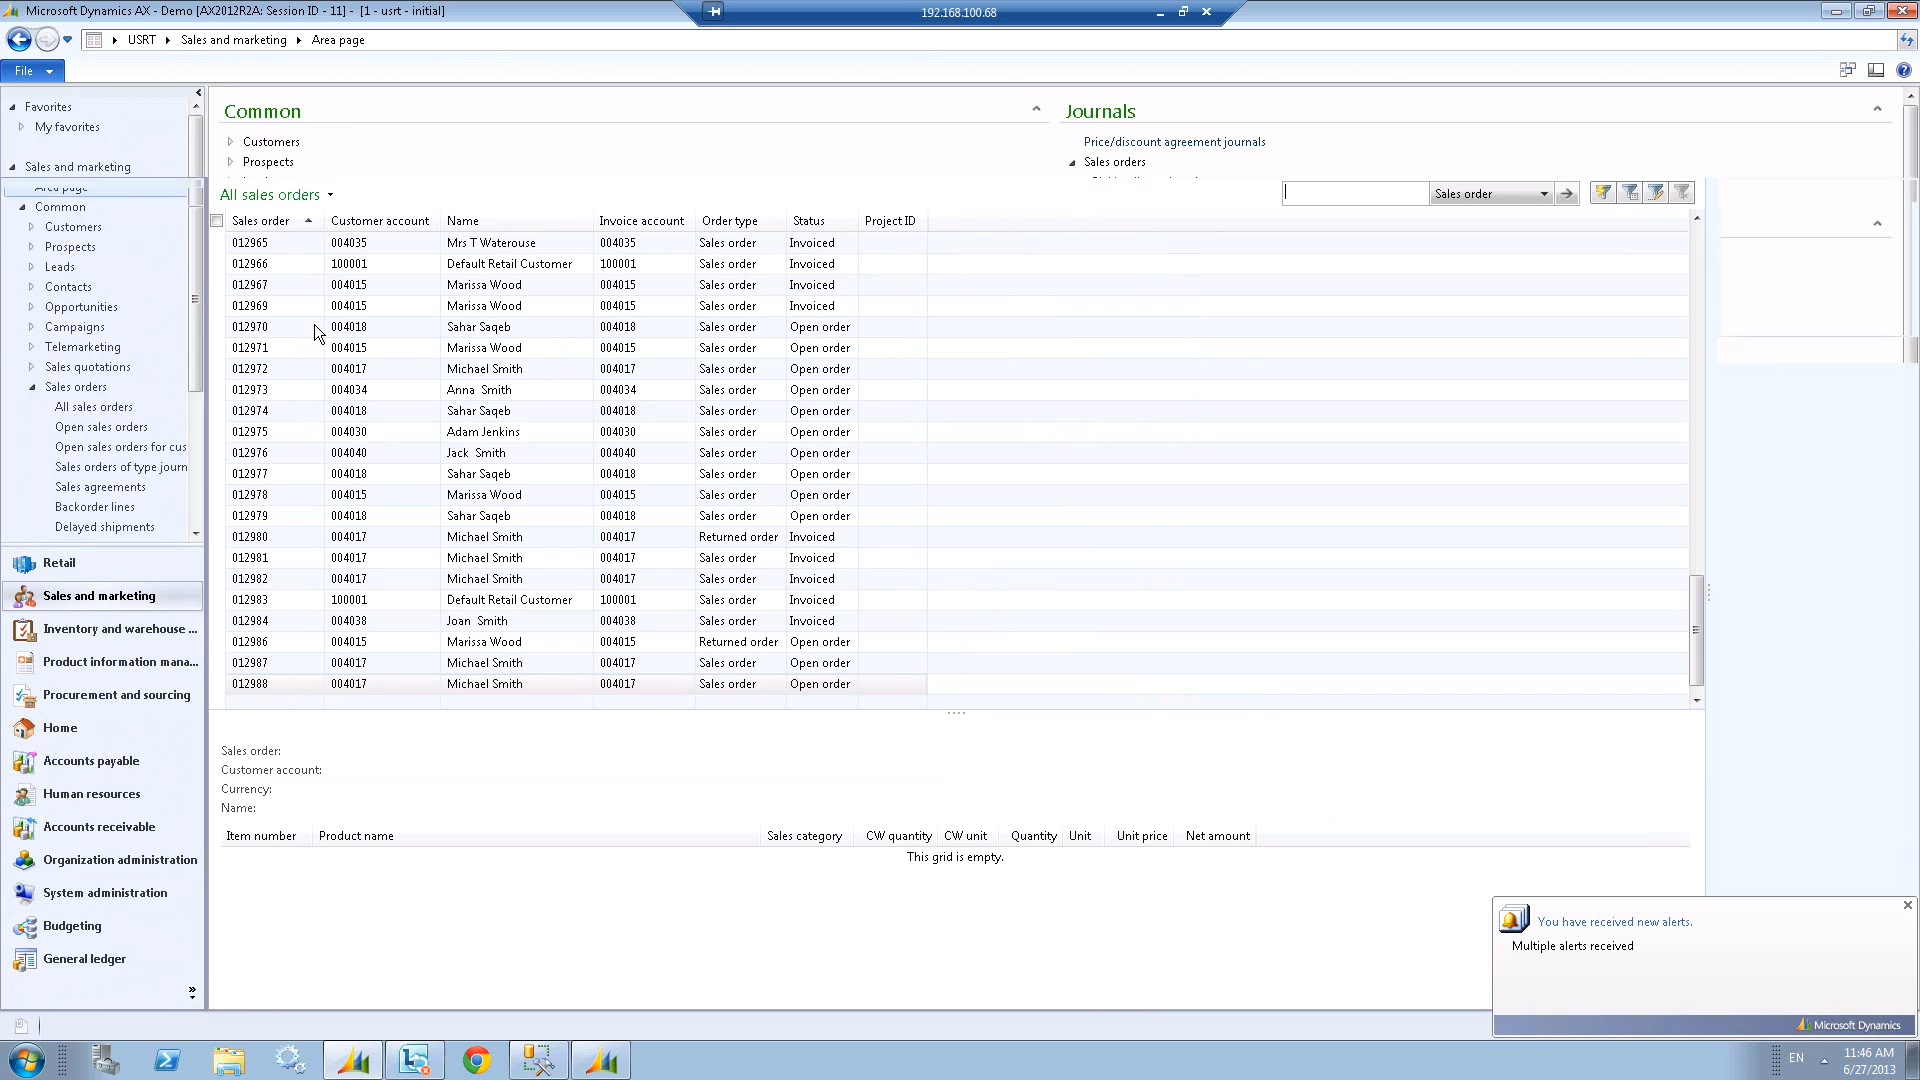 Microsoft Dynamics AX - Demo [AX2012R2A: Session ID - 11] - [1 - usrt - initial]
192.168.100.68
USRT Sales and marketing Area page
File
Favorites
My favorites
Sales and marketing
Area page
Common
Customers
Prospects
Leads
Contacts
Opportunities
Campaigns
Telemarketing
Sales quotations
Sales orders
All sales orders
Open sales orders
Open sales orders for cus
Sales orders of type journ
Sales agreements
Backorder lines
Delayed shipments
Retail
Sales and marketing
Inventory and warehouse ...
Product information mana...
Procurement and sourcing
Home
Accounts payable
Human resources
Accounts receivable
Organization administration
System administration
Budgeting
General ledger
Common
Customers
Prospects
Journals
Price/discount agreement journals
Sales orders
All sales orders
Sales order
Sales order Customer account Name Invoice account Order type Status Project ID
012965 004035 Mrs T Waterouse 004035 Sales order Invoiced
012966 100001 Default Retail Customer 100001 Sales order Invoiced
012967 004015 Marissa Wood 004015 Sales order Invoiced
012969 004015 Marissa Wood 004015 Sales order Invoiced
012970 004018 Sahar Saqeb 004018 Sales order Open order
012971 004015 Marissa Wood 004015 Sales order Open order
012972 004017 Michael Smith 004017 Sales order Open order
012973 004034 Anna Smith 004034 Sales order Open order
012974 004018 Sahar Saqeb 004018 Sales order Open order
012975 004030 Adam Jenkins 004030 Sales order Open order
012976 004040 Jack Smith 004040 Sales order Open order
012977 004018 Sahar Saqeb 004018 Sales order Open order
012978 004015 Marissa Wood 004015 Sales order Open order
012979 004018 Sahar Saqeb 004018 Sales order Open order
012980 004017 Michael Smith 004017 Returned order Invoiced
012981 004017 Michael Smith 004017 Sales order Invoiced
012982 004017 Michael Smith 004017 Sales order Invoiced
012983 100001 Default Retail Customer 100001 Sales order Invoiced
012984 004038 Joan Smith 004038 Sales order Invoiced
012986 004015 Marissa Wood 004015 Returned order Open order
012987 004017 Michael Smith 004017 Sales order Open order
012988 004017 Michael Smith 004017 Sales order Open order
Sales order:
Customer account:
Currency:
Name:
Item number Product name Sales category CW quantity CW unit Quantity Unit Unit price Net amount
This grid is empty.
You have received new alerts.
Multiple alerts received
Microsoft Dynamics
EN
11:46 AM
6/27/2013